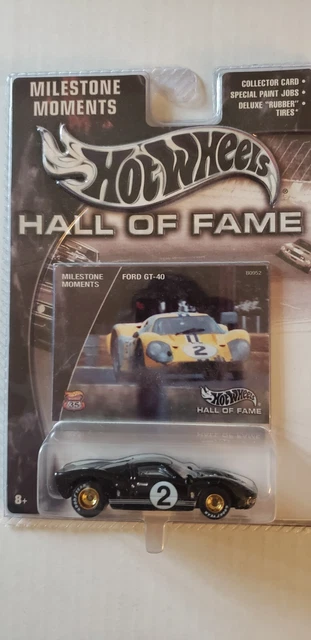 MILESTONE
MOMENTS
COLLECTOR CARD •
SPECIAL PAINT JOBS •
DELUXE "RUBBER" •
TIRES*
HOT WHEELS
HALL OF FAME
MILESTONE
MOMENTS
FORD GT-40
B0952
2
HOT WHEELS
HALL OF FAME
8+
2